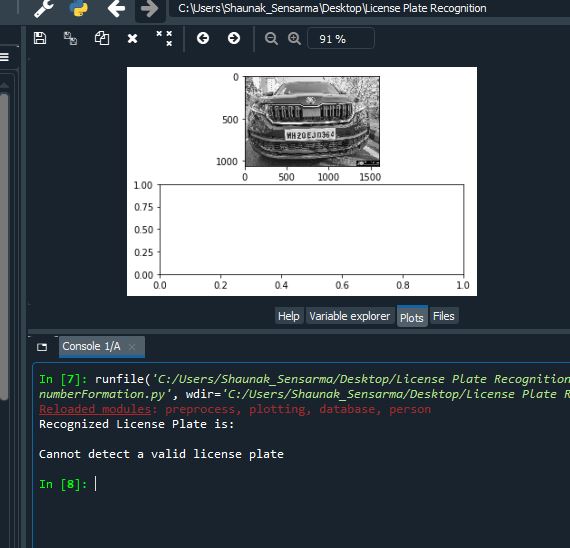 C:\Users\Shaunak_Sensarma\Desktop\License Plate Recognition
91 %
0
500
1000
MH20EJ0364
0 500 1000 1500
1.00
0.75
0.50
0.25
0.00
0.0 0.2 0.4 0.6 0.8 1.0
Help Variable explorer Plots Files
Console 1/A
In [7]: runfile('C:/Users/Shaunak_Sensarma/Desktop/License Plate Recognition
numberFormation.py', wdir='C:/Users/Shaunak_Sensarma/Desktop/License Plate R
Reloaded modules: preprocess, plotting, database, person
Recognized License Plate is:
Cannot detect a valid license plate
In [8]: